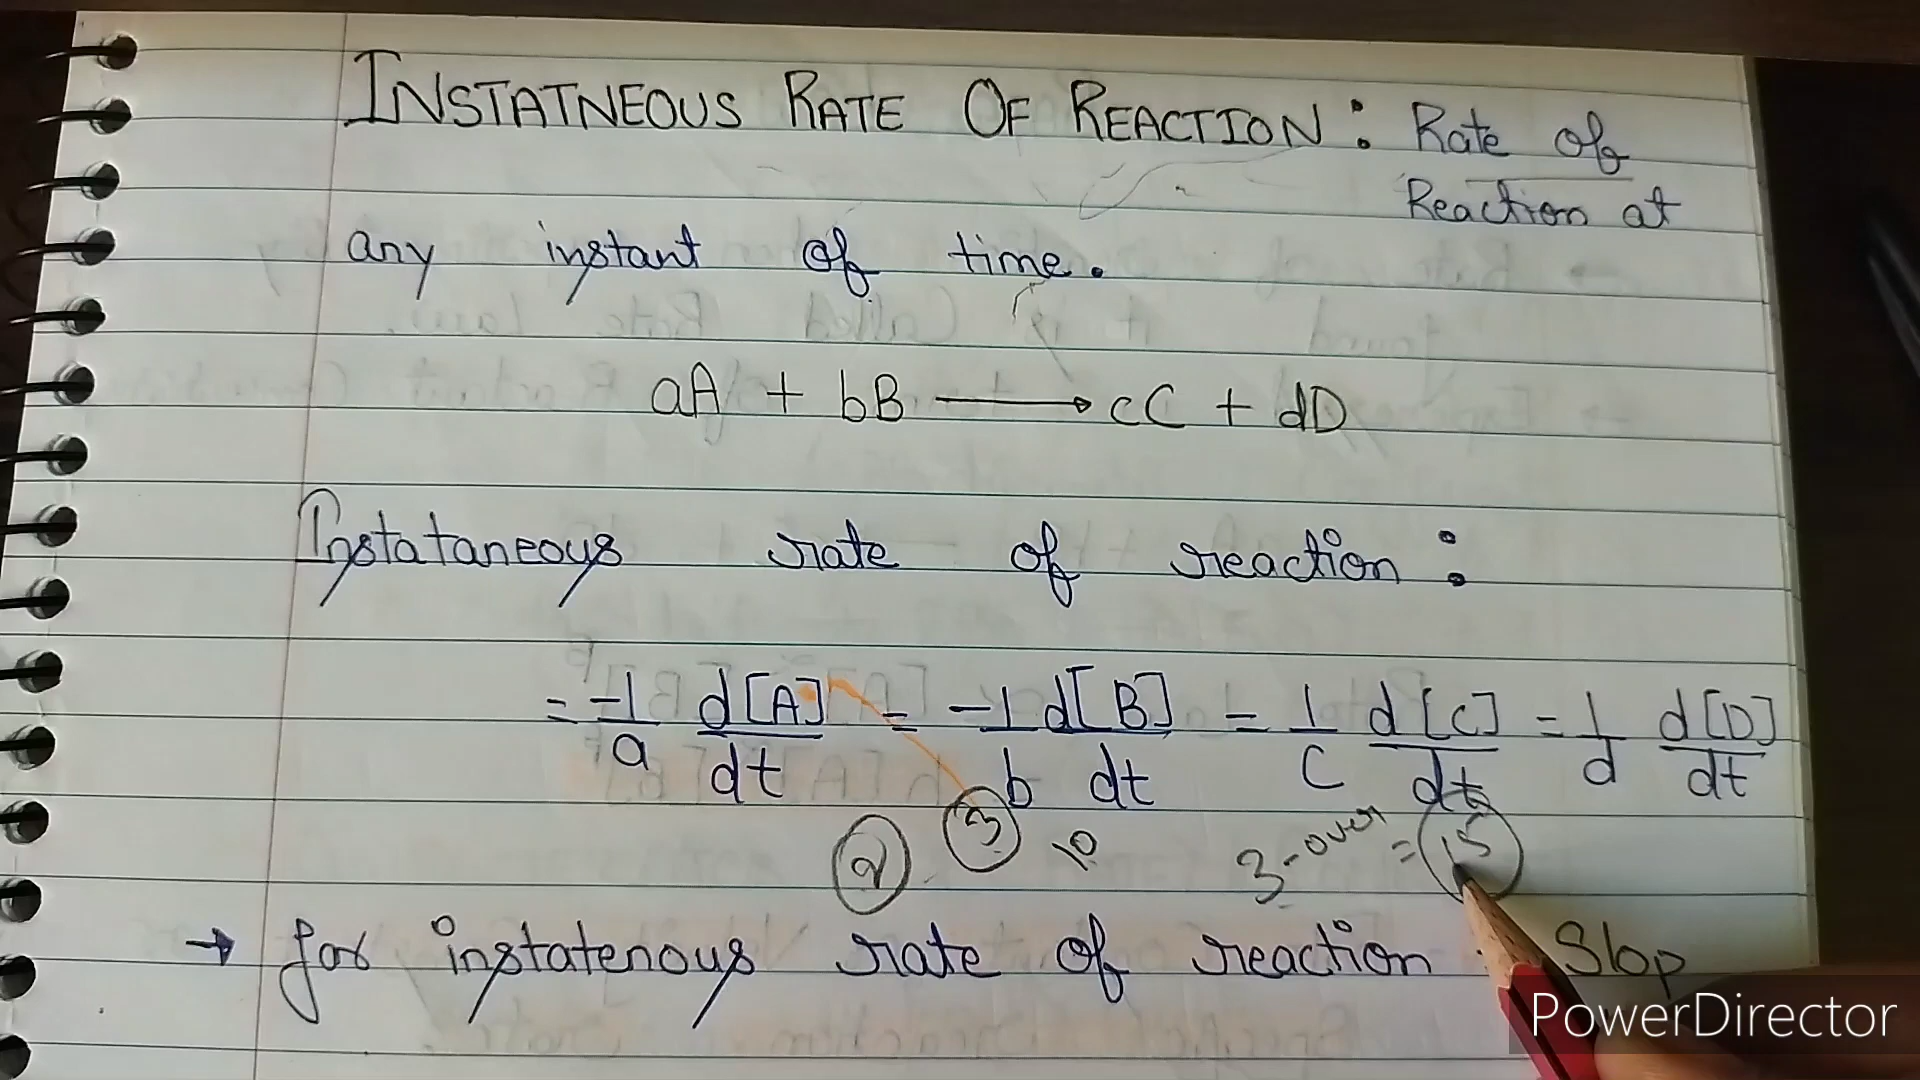 INSTATNEOUS RATE OF REACTION: Rate of
Reaction at
any instant of time.
aA + bB ⟶ cC + dD
Instataneous rate of reaction:
= -1/a d[A]/dt = -1/b d[B]/dt = 1/c d[C]/dt = 1/d d[D]/dt
2 3 10 3-over = 15
→ for instatenous rate of reaction Slop
PowerDirector